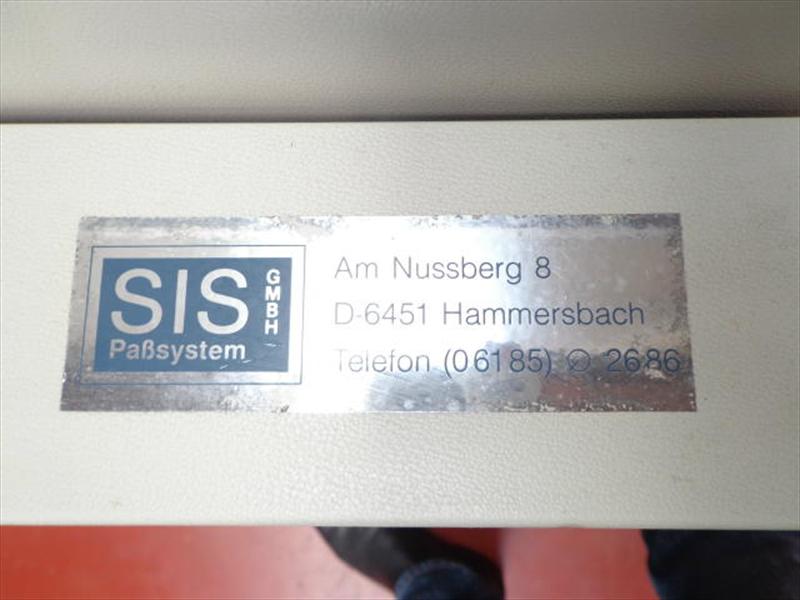 SIS GMBH
Paßsystem
Am Nussberg 8
D-6451 Hammersbach
Telefon (06185) ∅ 2686